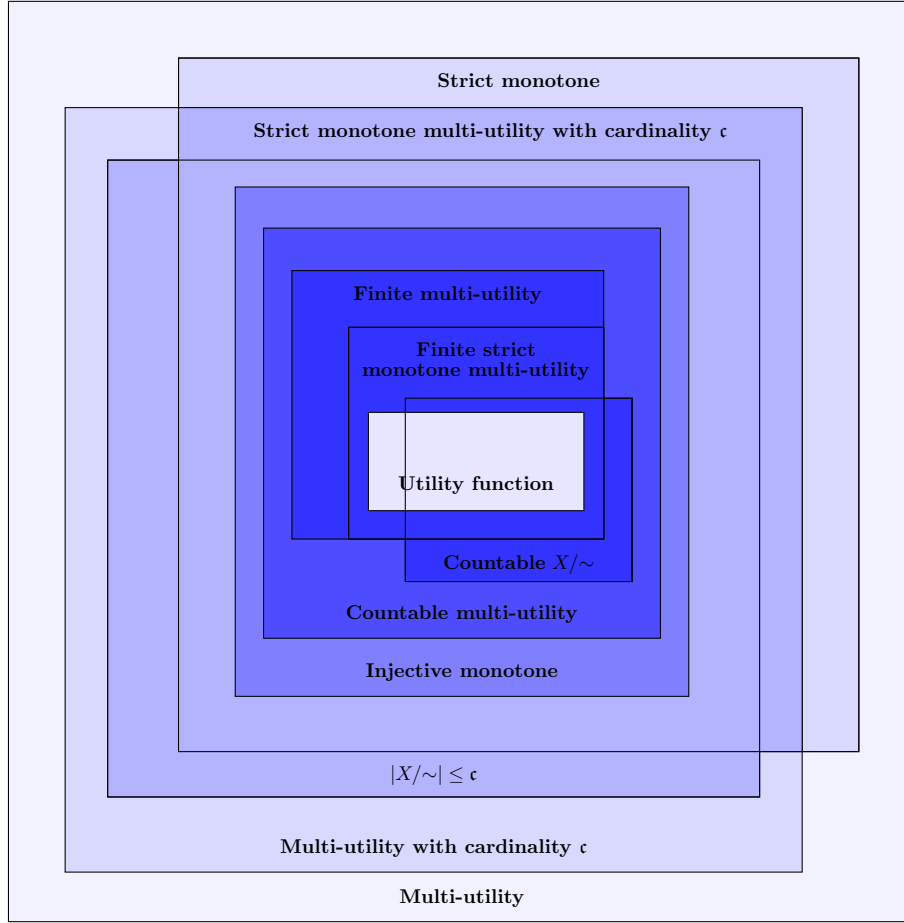 Strict monotone
Strict monotone multi-utility with cardinality 𝔠
Finite multi-utility
Finite strict
monotone multi-utility
Utility function
Countable X/∼
Countable multi-utility
Injective monotone
|X/∼| ≤ 𝔠
Multi-utility with cardinality 𝔠
Multi-utility